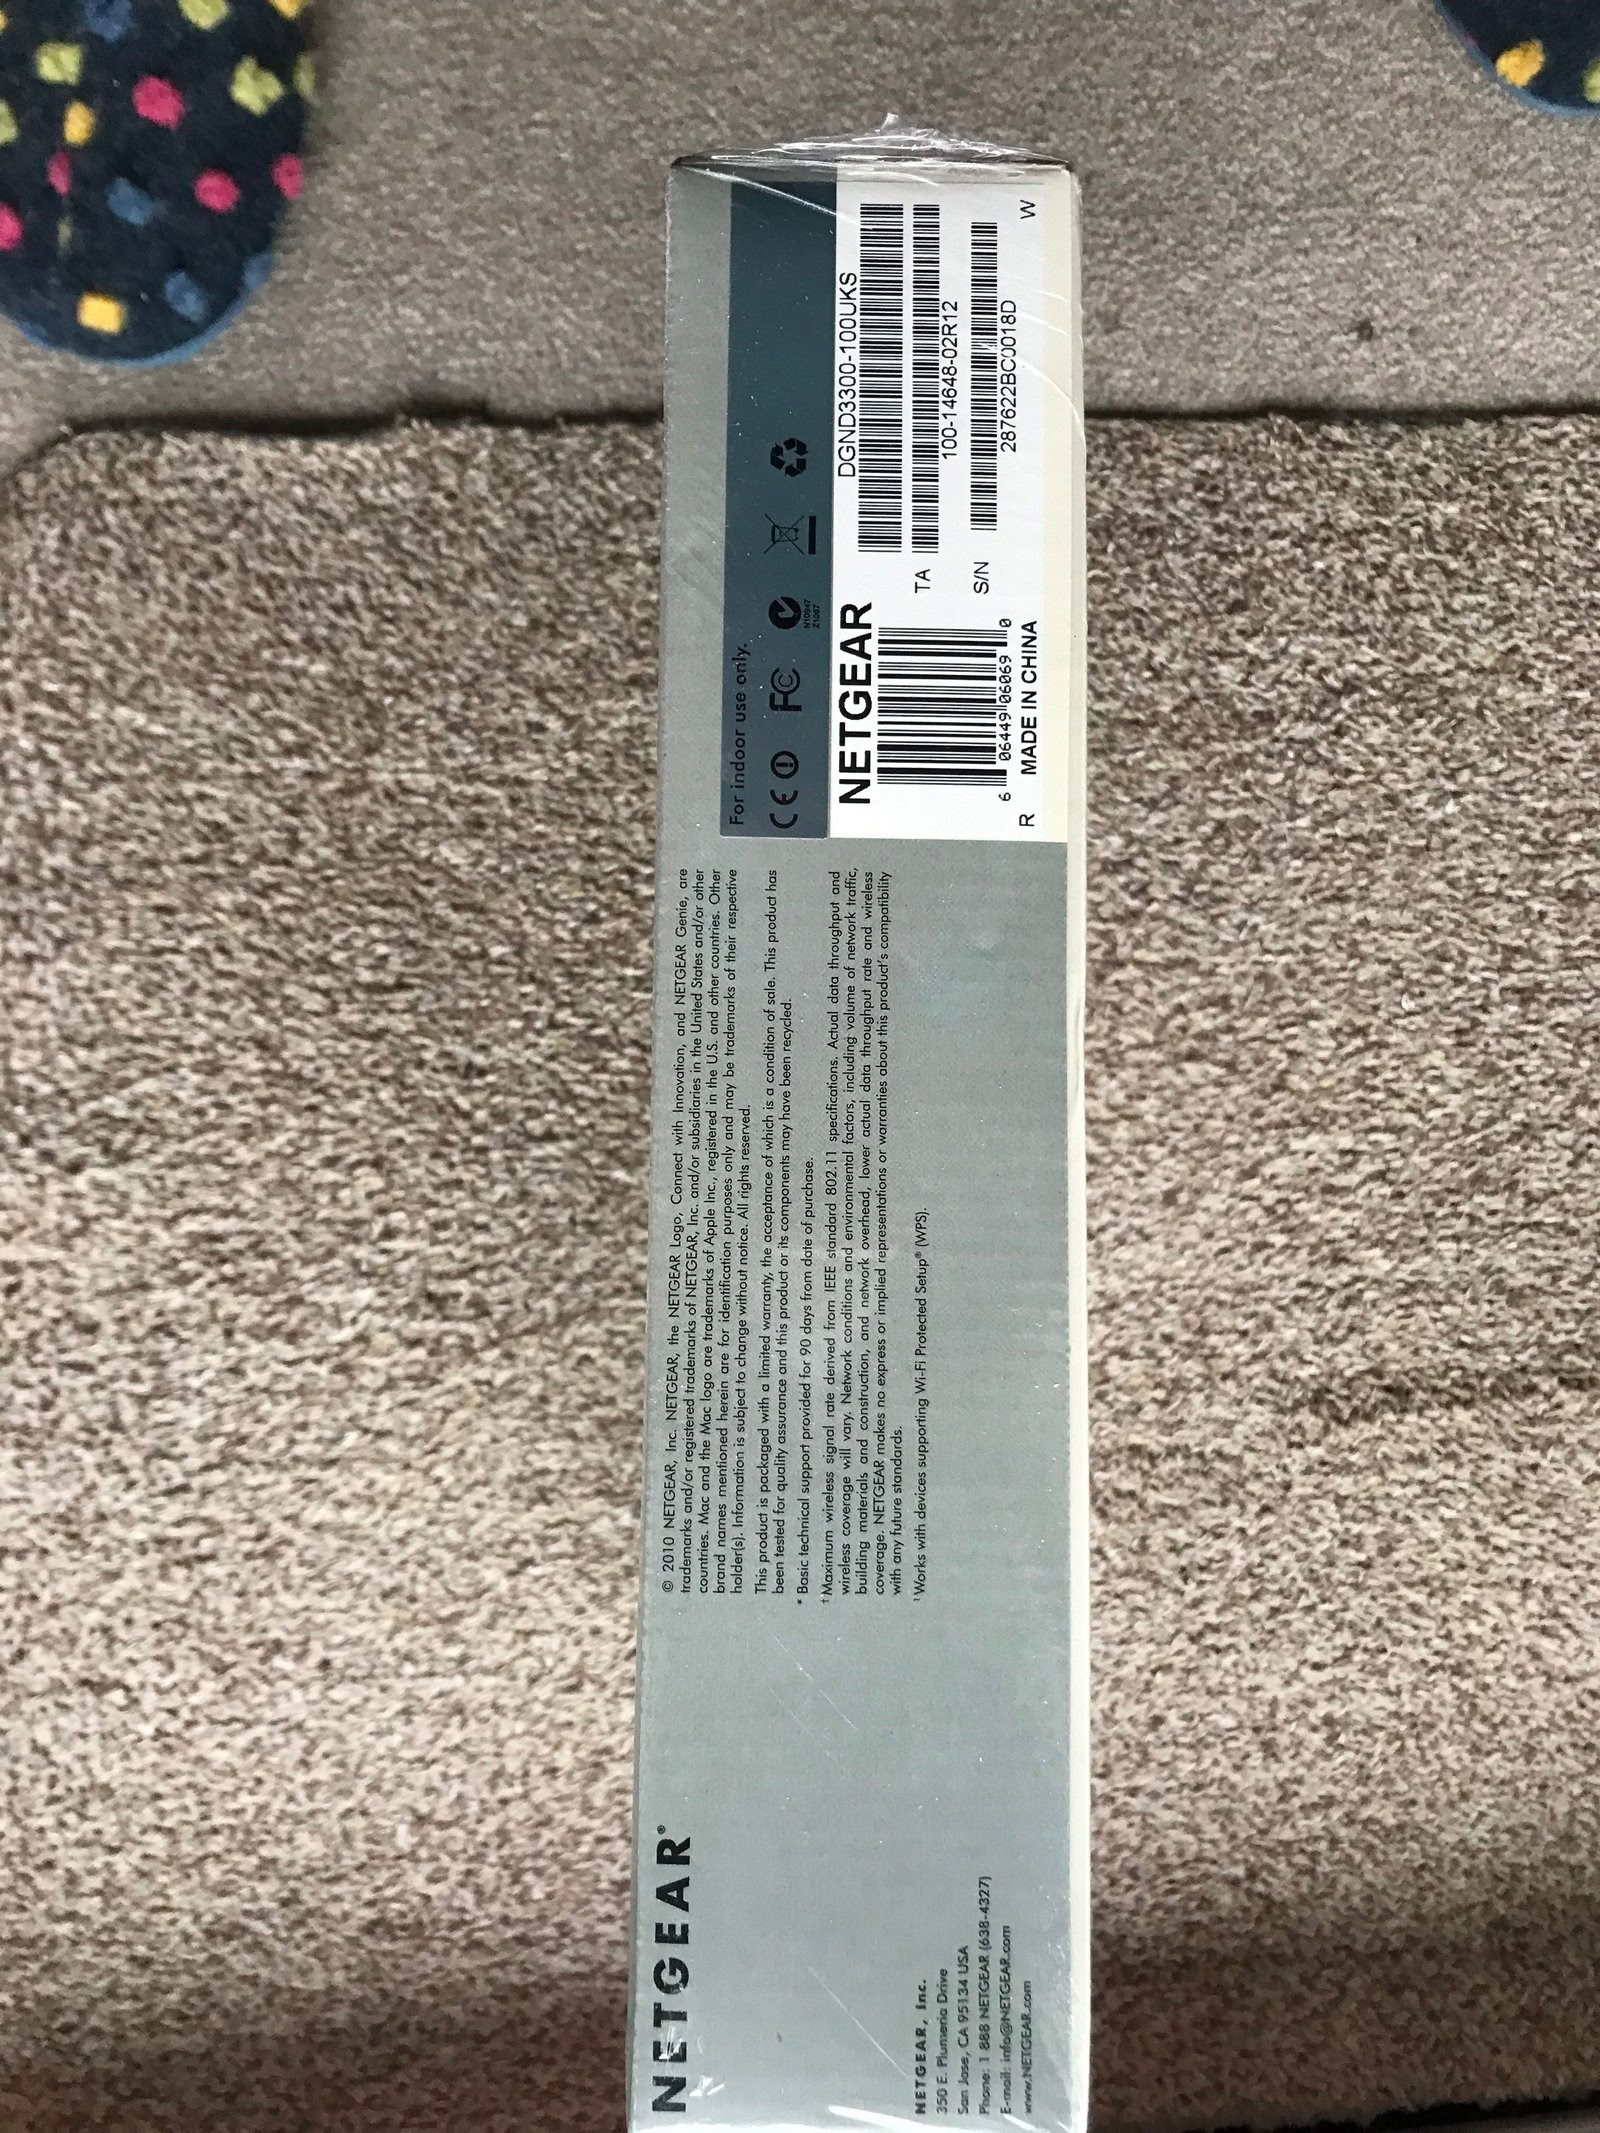 NETGEAR®
NETGEAR, Inc.
350 E. Plumeria Drive
San Jose, CA 95134 USA
Phone: 1 888 NETGEAR (638-4327)
E-mail: info@NETGEAR.com
www.NETGEAR.com
© 2010 NETGEAR, Inc. NETGEAR, the NETGEAR Logo, Connect with Innovation, and NETGEAR Genie, are
trademarks and/or registered trademarks of NETGEAR, Inc. and/or subsidiaries in the United States and/or other
countries. Mac and the Mac logo are trademarks of Apple Inc., registered in the U.S. and other countries. Other
brand names mentioned herein are for identification purposes only and may be trademarks of their respective
holder(s). Information is subject to change without notice. All rights reserved.
This product is packaged with a limited warranty, the acceptance of which is a condition of sale. This product has
been tested for quality assurance and this product or its components may have been recycled.
* Basic technical support provided for 90 days from date of purchase.
† Maximum wireless signal rate derived from IEEE standard 802.11 specifications. Actual data throughput and
wireless coverage will vary. Network conditions and environmental factors, including volume of network traffic,
building materials and construction, and network overhead, lower actual data throughput rate and wireless
coverage. NETGEAR makes no express or implied representations or warranties about this product's compatibility
with any future standards.
¹ Works with devices supporting Wi-Fi Protected Setup® (WPS).
For indoor use only.
CE FC
N10947
Z1087
NETGEAR
6 06449 06069 0
R MADE IN CHINA
DGND3300-100UKS
TA
100-14648-02R12
S/N
287622BC0018D
W